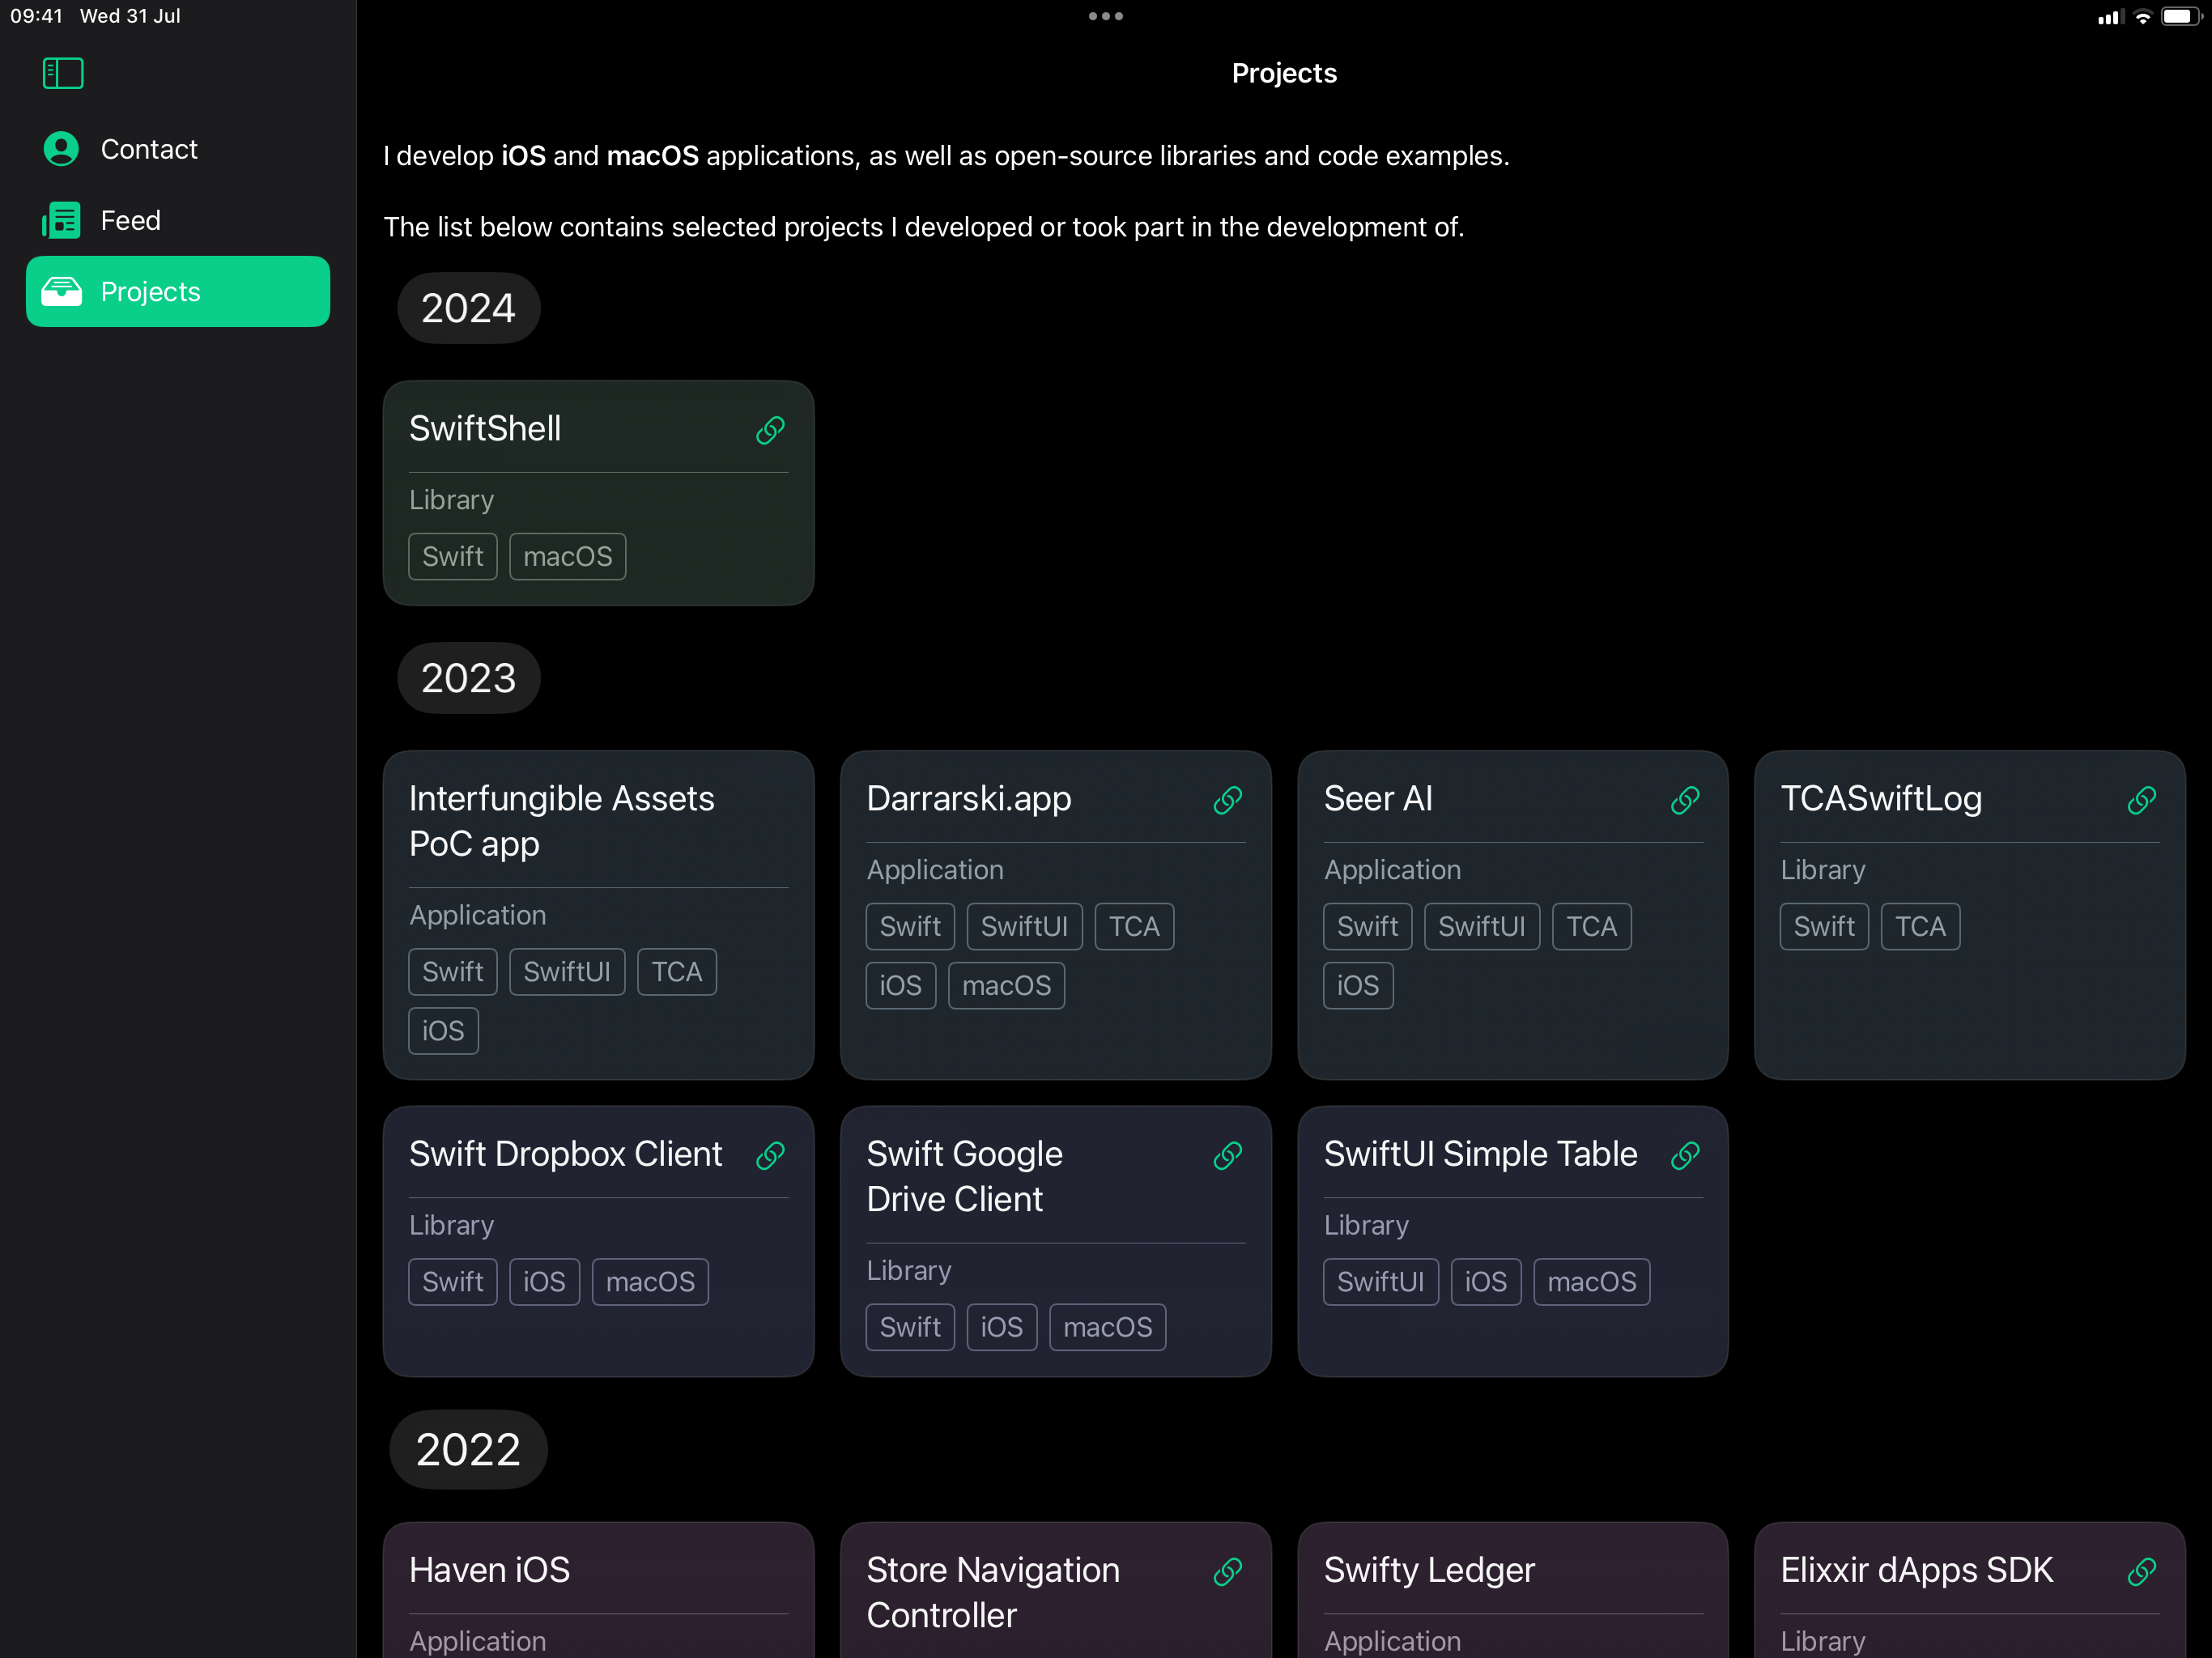 09:41 Wed 31 Jul
Contact
Feed
Projects
Projects
I develop iOS and macOS applications, as well as open-source libraries and code examples.
The list below contains selected projects I developed or took part in the development of.
2024
SwiftShell
Library
Swift macOS
2023
Interfungible Assets
PoC app
Application
Swift SwiftUI TCA
iOS
Darrarski.app
Application
Swift SwiftUI TCA
iOS macOS
Seer AI
Application
Swift SwiftUI TCA
iOS
TCASwiftLog
Library
Swift TCA
Swift Dropbox Client
Library
Swift iOS macOS
Swift Google
Drive Client
Library
Swift iOS macOS
SwiftUI Simple Table
Library
SwiftUI iOS macOS
2022
Haven iOS
Application
Store Navigation
Controller
Swifty Ledger
Application
Elixxir dApps SDK
Library